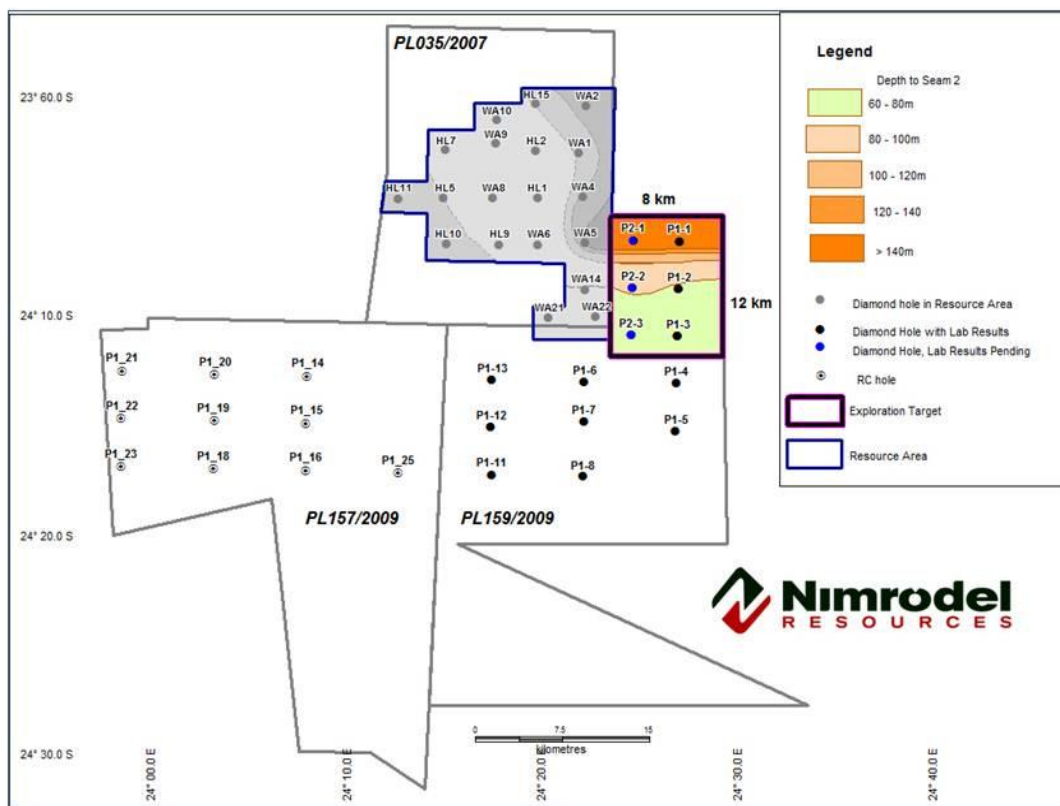 PL035/2007
23° 60.0 S
HL15
WA2
WA10
WA9
HL7
HL2
WA1
HL11
HL5
WA8
HL1
WA4
8 km
HL10
HL9
WA6
WA5
P2-1
P1-1
WA14
P2-2
P1-2
12 km
WA21
WA22
P2-3
P1-3
24° 10.0 S
P1_21
P1_20
P1_14
P1-13
P1-6
P1-4
P1_22
P1_19
P1_15
P1-12
P1-7
P1-5
P1_23
P1_18
P1_16
P1_25
P1-11
P1-8
PL157/2009
PL159/2009
24° 20.0 S
24° 30.0 S
0 7.5 15
kilometres
24° 00.0 E
24° 10.0 E
24° 20.0 E
24° 30.0 E
24° 40.0 E
Legend
Depth to Seam 2
60 - 80m
80 - 100m
100 - 120m
120 - 140
> 140m
Diamond hole in Resource Area
Diamond Hole with Lab Results
Diamond Hole, Lab Results Pending
RC hole
Exploration Target
Resource Area
Nimrodel
RESOURCES